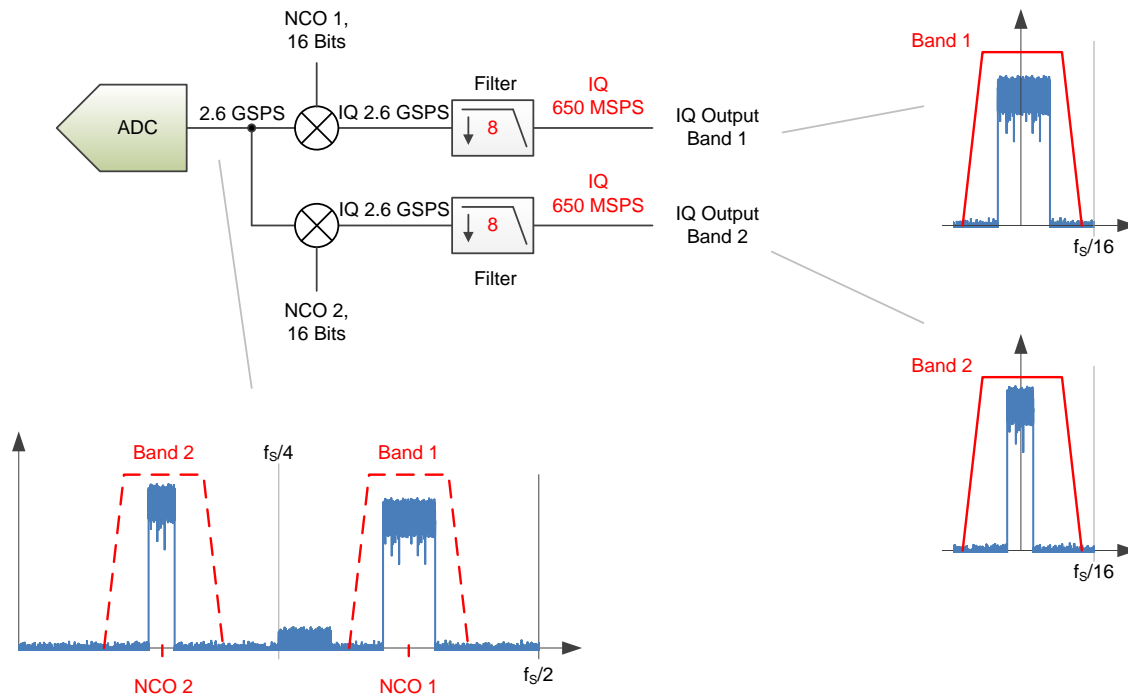 NCO 1,
16 Bits
ADC
2.6 GSPS
IQ 2.6 GSPS
Filter
8
IQ
650 MSPS
IQ Output
Band 1
IQ 2.6 GSPS
8
Filter
IQ
650 MSPS
IQ Output
Band 2
NCO 2,
16 Bits
Band 1
fS/16
Band 2
fS/16
Band 2
fS/4
Band 1
NCO 2
NCO 1
fS/2